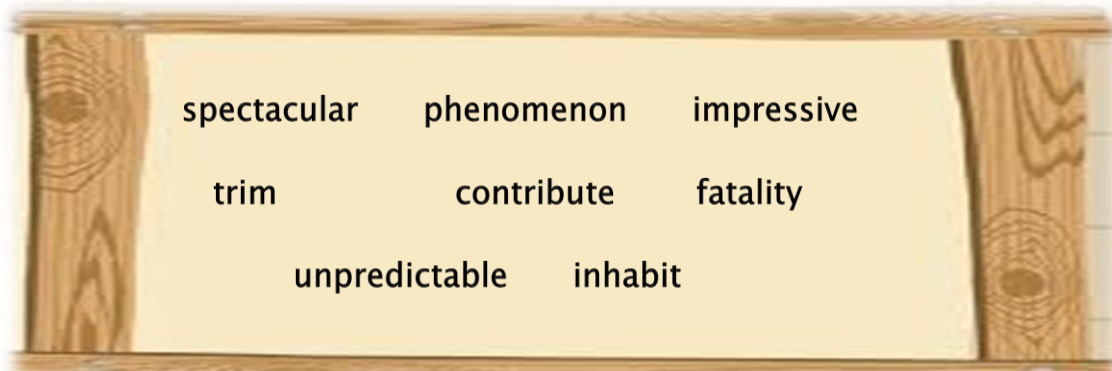 spectacular phenomenon impressive
trim contribute fatality
unpredictable inhabit